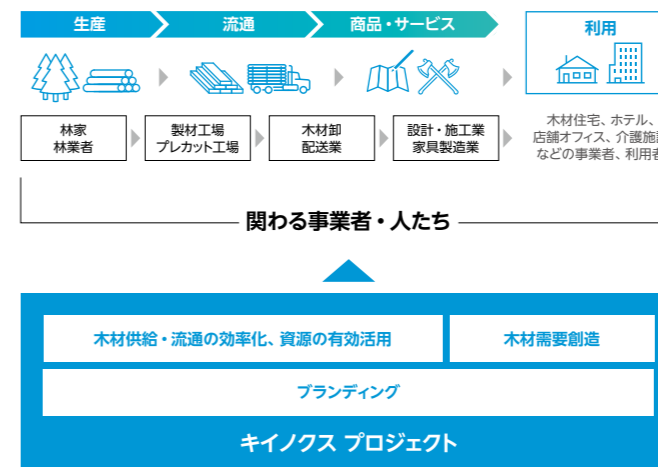 生産
流通
商品・サービス
利用
林家
林業者
製材工場
プレカット工場
木材卸
配送業
設計・施工業
家具製造業
木材住宅、ホテル、
店舗オフィス、介護施設
などの事業者、利用者
関わる事業者・人たち
木材供給・流通の効率化、資源の有効活用
木材需要創造
ブランディング
キイノクス プロジェクト